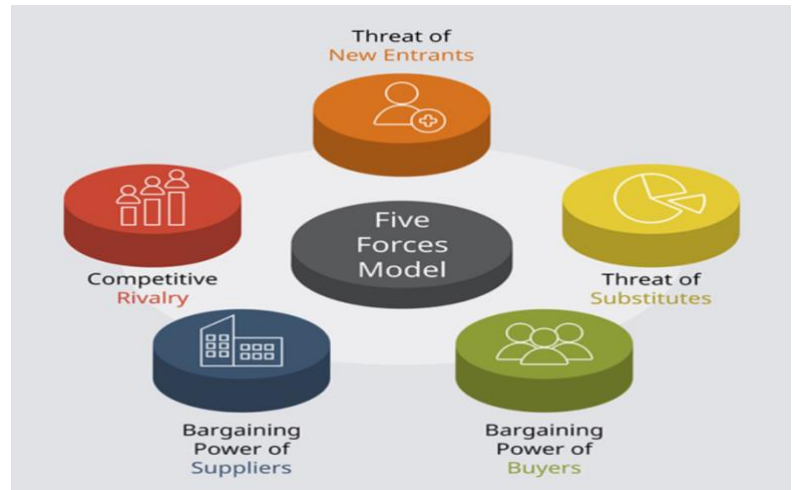 Threat of
New Entrants
Five
Forces
Model
Competitive
Rivalry
Threat of
Substitutes
Bargaining
Power of
Suppliers
Bargaining
Power of
Buyers